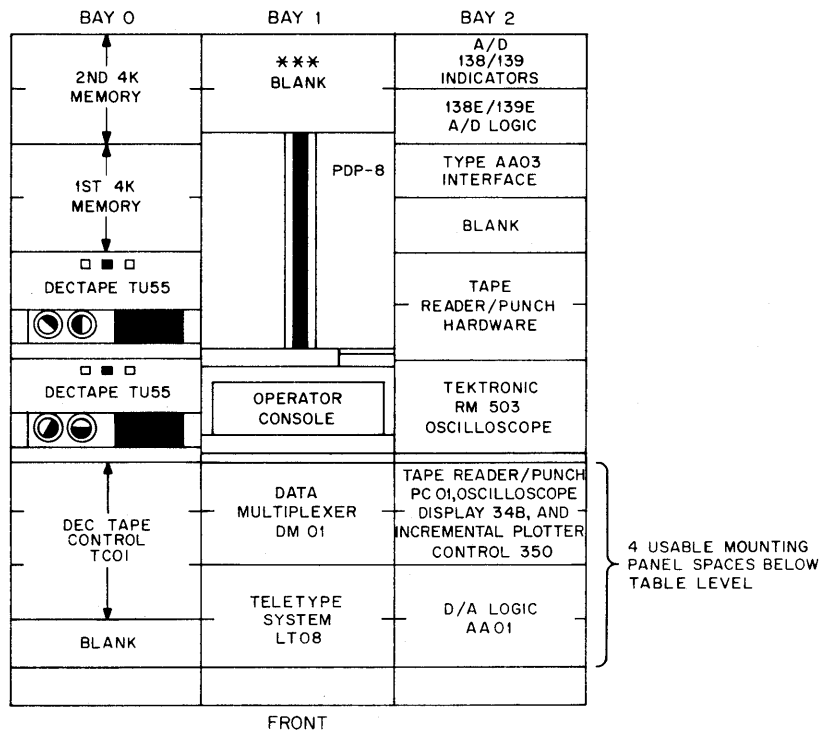 BAY 0
BAY 1
BAY 2
2ND 4K
MEMORY
1ST 4K
MEMORY
DECTAPE TU55
DECTAPE TU55
DEC TAPE
CONTROL
TC01
BLANK
***
BLANK
PDP-8
OPERATOR
CONSOLE
DATA
MULTIPLEXER
DM 01
TELETYPE
SYSTEM
LT08
A/D
138/139
INDICATORS
138E/139E
A/D LOGIC
TYPE AA03
INTERFACE
BLANK
TAPE
READER/PUNCH
HARDWARE
TEKTRONIC
RM 503
OSCILLOSCOPE
TAPE READER/PUNCH
PC 01,OSCILLOSCOPE
DISPLAY 34B, AND
INCREMENTAL PLOTTER
CONTROL 350
D/A LOGIC
AA01
4 USABLE MOUNTING
PANEL SPACES BELOW
TABLE LEVEL
FRONT